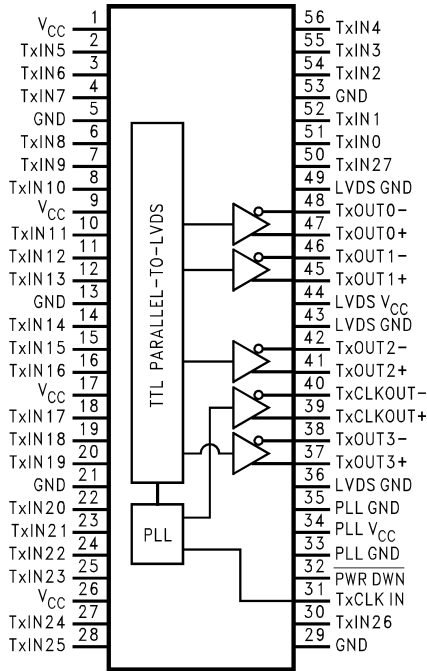 VCC 1
TxIN5 2
TxIN6 3
TxIN7 4
GND 5
TxIN8 6
TxIN9 7
TxIN10 8
VCC 9
TxIN11 10
TxIN12 11
TxIN13 12
GND 13
TxIN14 14
TxIN15 15
TxIN16 16
VCC 17
TxIN17 18
TxIN18 19
TxIN19 20
GND 21
TxIN20 22
TxIN21 23
TxIN22 24
TxIN23 25
VCC 26
TxIN24 27
TxIN25 28
TTL PARALLEL-TO-LVDS
PLL
56 TxIN4
55 TxIN3
54 TxIN2
53 GND
52 TxIN1
51 TxIN0
50 TxIN27
49 LVDS GND
48 TxOUT0-
47 TxOUT0+
46 TxOUT1-
45 TxOUT1+
44 LVDS VCC
43 LVDS GND
42 TxOUT2-
41 TxOUT2+
40 TxCLKOUT-
39 TxCLKOUT+
38 TxOUT3-
37 TxOUT3+
36 LVDS GND
35 PLL GND
34 PLL VCC
33 PLL GND
32 PWR DWN
31 TxCLK IN
30 TxIN26
29 GND